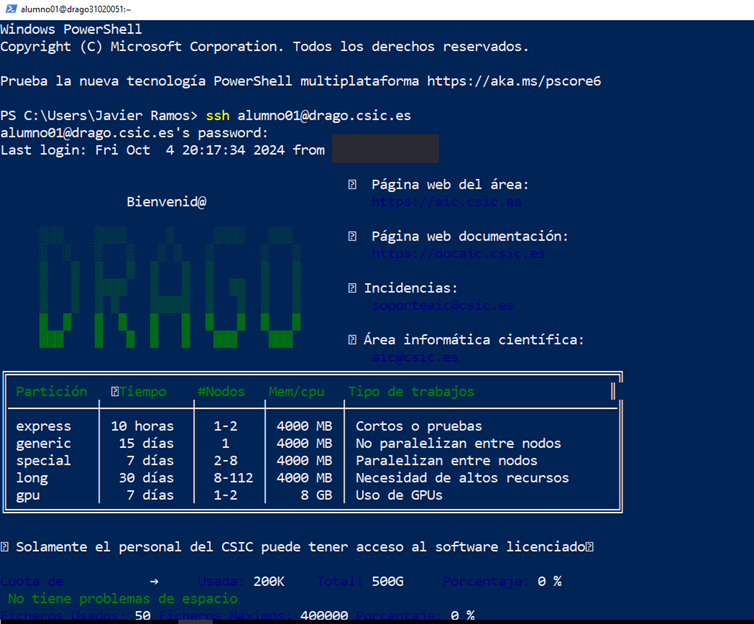 alumno01@drago31020051:~
Windows PowerShell
Copyright (C) Microsoft Corporation. Todos los derechos reservados.
Prueba la nueva tecnología PowerShell multiplataforma https://aka.ms/pscore6
PS C:\Users\Javier Ramos> ssh alumno01@drago.csic.es
alumno01@drago.csic.es's password:
Last login: Fri Oct  4 20:17:34 2024 from
Página web del área:
Bienvenid@ https://aic.csic.es
DRAGO
Página web documentación:
https://docaic.csic.es
Incidencias:
soporteaic@csic.es
Área informática científica:
aic@csic.es
Partición Tiempo #Nodos Mem/cpu Tipo de trabajos
express 10 horas 1-2 4000 MB Cortos o pruebas
generic 15 días 1 4000 MB No paralelizan entre nodos
special 7 días 2-8 4000 MB Paralelizan entre nodos
long 30 días 8-112 4000 MB Necesidad de altos recursos
gpu 7 días 1-2 8 GB Uso de GPUs
Solamente el personal del CSIC puede tener acceso al software licenciado
Cuota de → Usada: 200K Total: 500G Porcentaje: 0 %
No tiene problemas de espacio
Ficheros Usados: 50 Ficheros Maximos: 400000 Porcentaje: 0 %